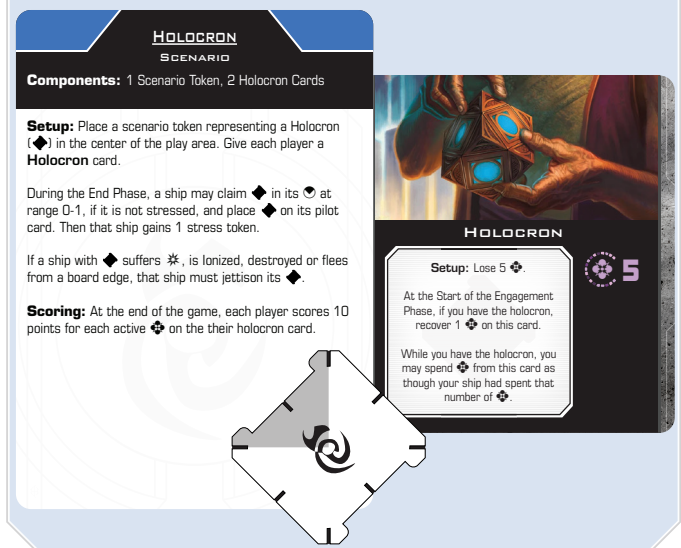 HOLOCRON
SCENARIO
Components: 1 Scenario Token, 2 Holocron Cards
Setup: Place a scenario token representing a Holocron
(◆) in the center of the play area. Give each player a
Holocron card.
During the End Phase, a ship may claim ◆ in its at
range 0-1, if it is not stressed, and place ◆ on its pilot
card. Then that ship gains 1 stress token.
If a ship with ◆ suffers , is Ionized, destroyed or flees
from a board edge, that ship must jettison its ◆.
Scoring: At the end of the game, each player scores 10
points for each active on the their holocron card.
HOLOCRON
Setup: Lose 5 .
At the Start of the Engagement
Phase, if you have the holocron,
recover 1 on this card.
While you have the holocron, you
may spend from this card as
though your ship had spent that
number of .
5